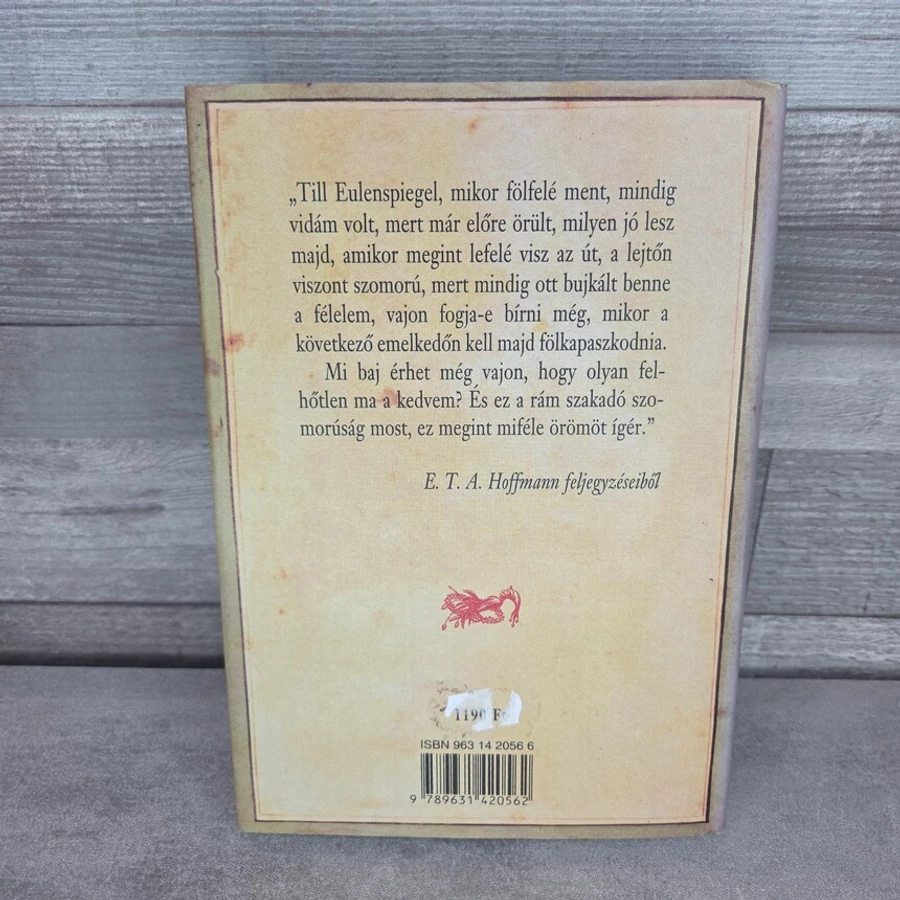 „Till Eulenspiegel, mikor fölfelé ment, mindig
vidám volt, mert már előre örült, milyen jó lesz
majd, amikor megint lefelé visz az út, a lejtőn
viszont szomorú, mert mindig ott bujkált benne
a félelem, vajon fogja-e bírni még, mikor a
következő emelkedőn kell majd fölkapaszkodnia.
Mi baj érhet még vajon, hogy olyan fel-
hőtlen ma a kedvem? És ez a rám szakadó szo-
morúság most, ez megint miféle örömöt ígér.”
E. T. A. Hoffmann feljegyzéseiből
1190 Ft
ISBN 963 14 2056 6
9 789631 420562